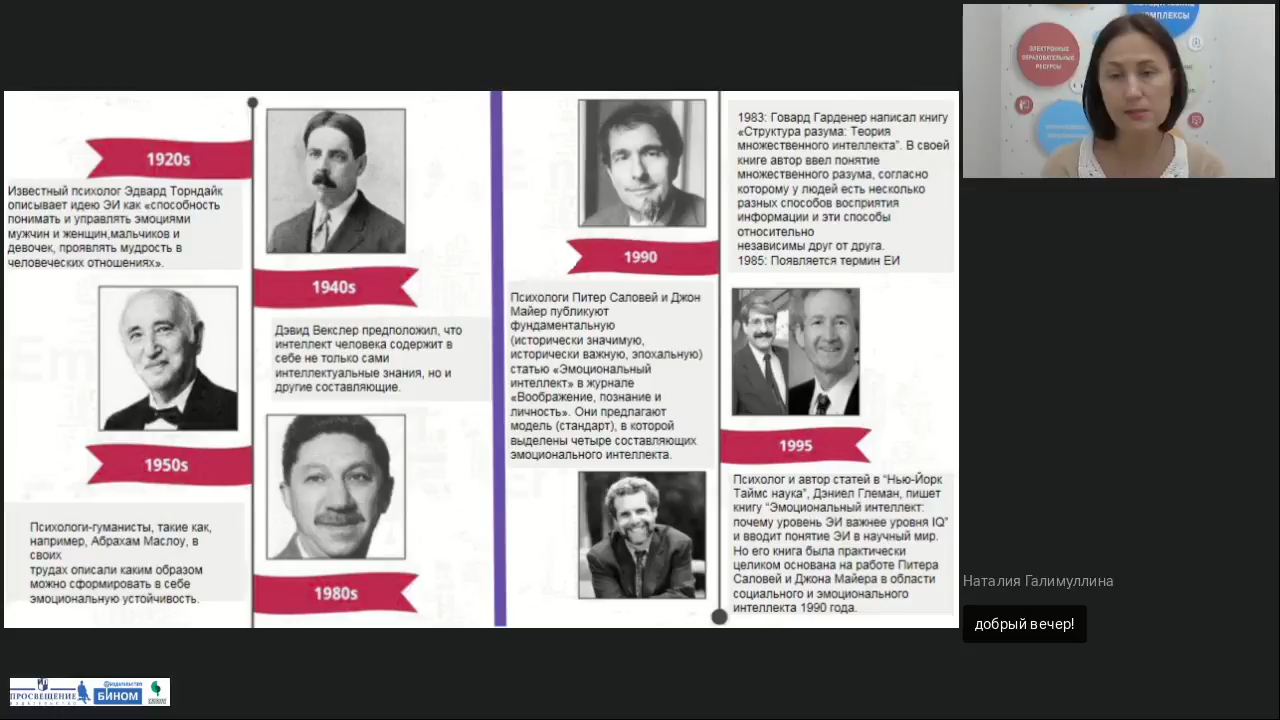 1920s
Известный психолог Эдвард Торндайк
описывает идею ЭИ как «способность
понимать и управлять эмоциями
мужчин и женщин,мальчиков и
девочек, проявлять мудрость в
человеческих отношениях».
1940s
Дэвид Векслер предположил, что
интеллект человека содержит в
себе не только сами
интеллектуальные знания, но и
другие составляющие.
1950s
Психологи-гуманисты, такие как,
например, Абрахам Маслоу, в
своих
трудах описали каким образом
можно сформировать в себе
эмоциональную устойчивость.
1980s
1983: Говард Гарденер написал книгу
«Структура разума: Теория
множественного интеллекта”. В своей
книге автор ввел понятие
множественного разума, согласно
которому у людей есть несколько
разных способов восприятия
информации и эти способы
относительно
независимы друг от друга.
1985: Появляется термин ЕИ
1990
Психологи Питер Саловей и Джон
Майер публикуют
фундаментальную
(исторически значимую,
исторически важную, эпохальную)
статью «Эмоциональный
интеллект» в журнале
«Воображение, познание и
личность». Они предлагают
модель (стандарт), в которой
выделены четыре составляющих
эмоционального интеллекта.
1995
Психолог и автор статей в “Нью-Йорк
Таймс наука”, Дэниел Глеман, пишет
книгу “Эмоциональный интеллект:
почему уровень ЭИ важнее уровня IQ”
и вводит понятие ЭИ в научный мир.
Но его книга была практически
целиком основана на работе Питера
Саловей и Джона Майера в области
социального и эмоционального
интеллекта 1990 года.
КОМПЛЕКСЫ
ЭЛЕКТРОННЫЕ
ОБРАЗОВАТЕЛЬНЫЕ
РЕСУРСЫ
Наталия Галимуллина
добрый вечер!
ПРОСВЕЩЕНИЕ
ИЗДАТЕЛЬСТВО
БИНОМ